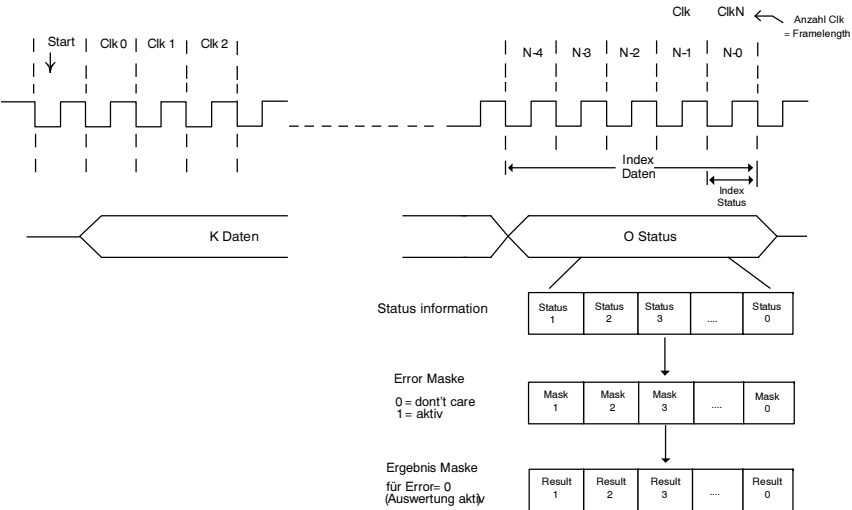 Clk ClkN
Anzahl Clk
= Framelength
Start Clk 0 Clk 1 Clk 2
N-4 N-3 N-2 N-1 N-0
Index
Daten
Index
Status
K Daten
O Status
Status information
Status 1 Status 2 Status 3 .... Status 0
Error Maske
0 = dont't care
1 = aktiv
Mask 1 Mask 2 Mask 3 .... Mask 0
Ergebnis Maske
für Error= 0
(Auswertung aktiv)
Result 1 Result 2 Result 3 .... Result 0